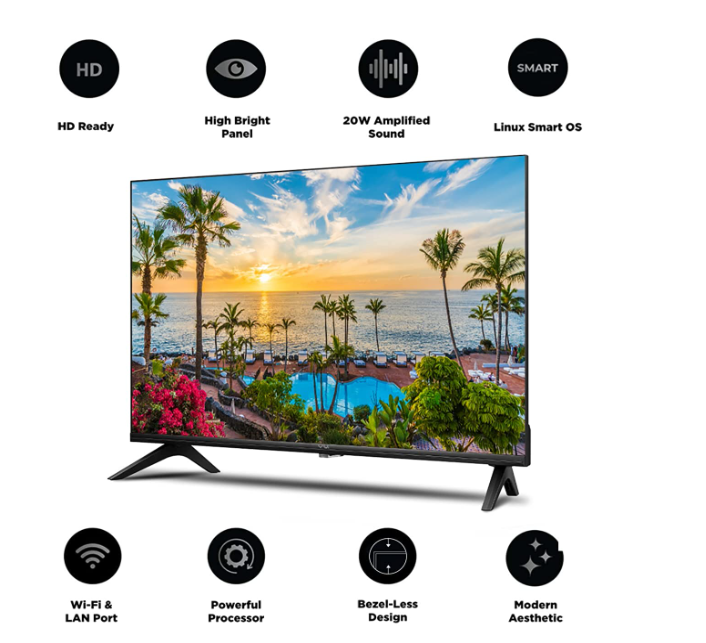 HD
SMART
HD Ready
High Bright
Panel
20W Amplified
Sound
Linux Smart OS
Wi-Fi &
LAN Port
Powerful
Processor
Bezel-Less
Design
Modern
Aesthetic